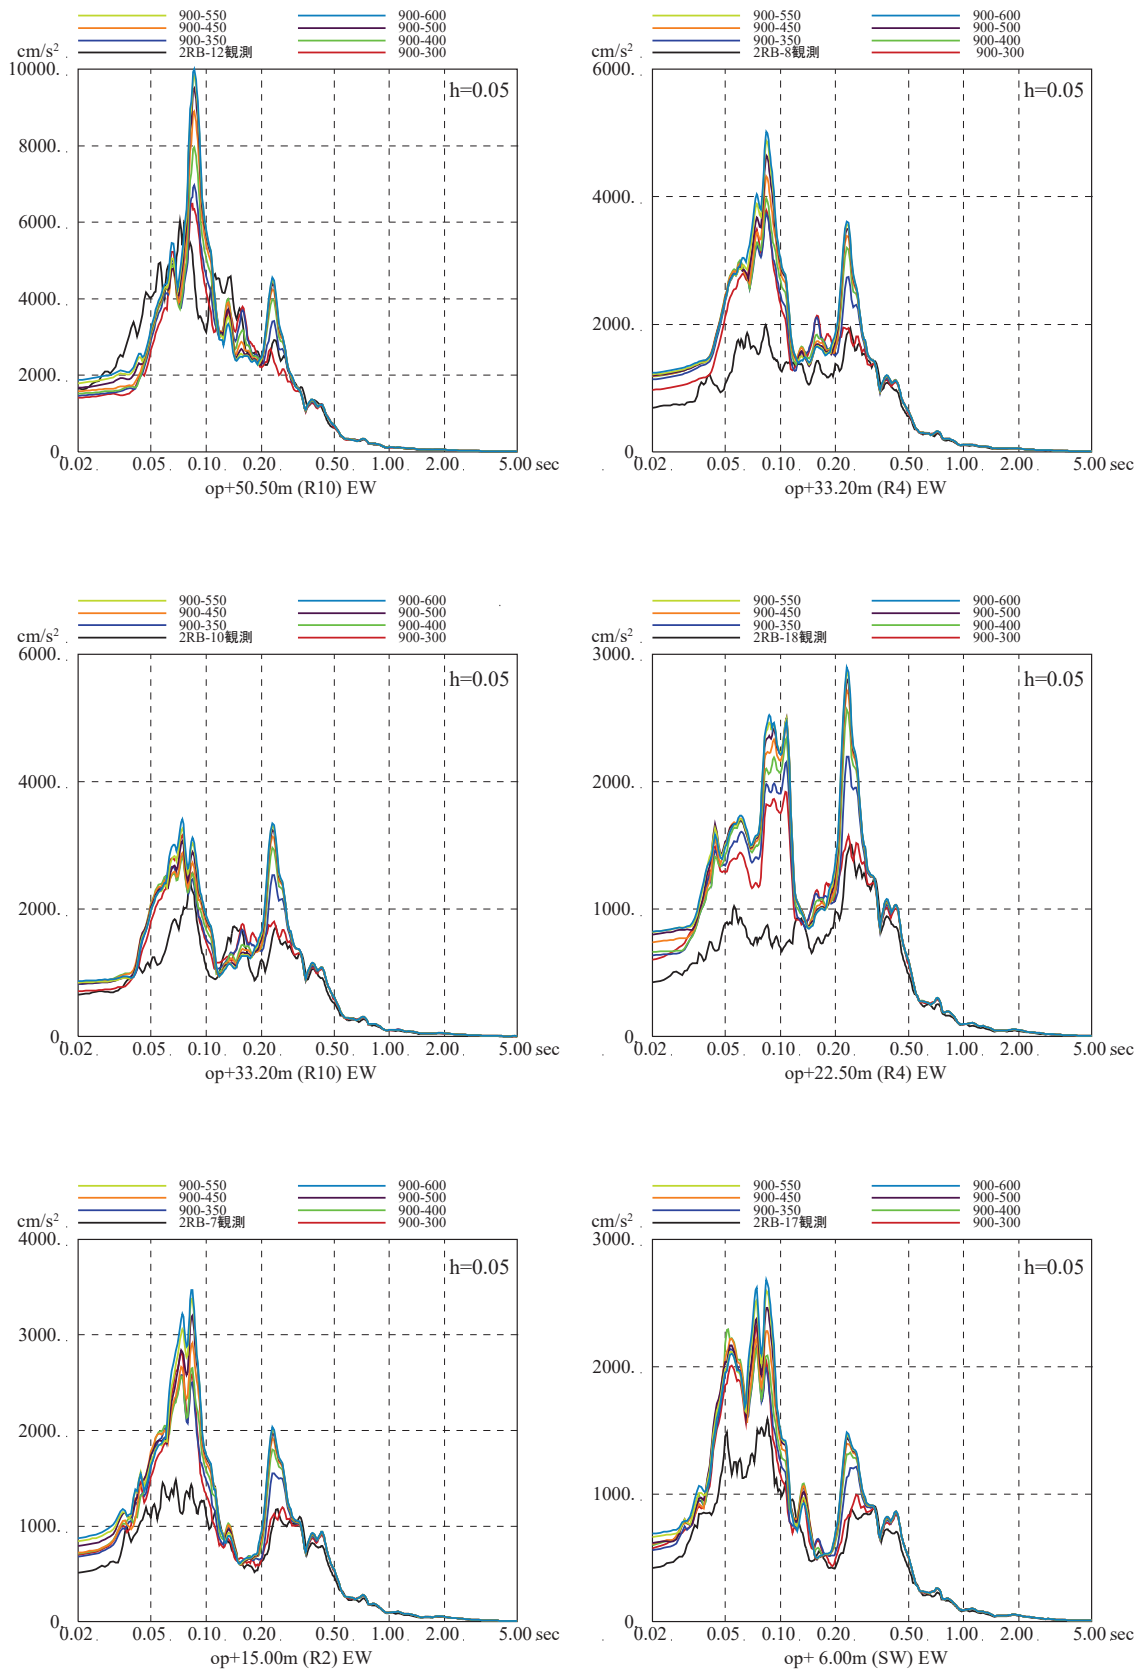 900-550 900-600
900-450 900-500
900-350 900-400
2RB-12観測 900-300
cm/s²
10000.
h=0.05
8000.
6000.
4000.
2000.
0.
0.02 0.05 0.10 0.20 0.50 1.00 2.00 5.00 sec
op+50.50m (R10) EW
900-550 900-600
900-450 900-500
900-350 900-400
2RB-8観測 900-300
cm/s²
6000.
h=0.05
4000.
2000.
0.
0.02 0.05 0.10 0.20 0.50 1.00 2.00 5.00 sec
op+33.20m (R4) EW
900-550 900-600
900-450 900-500
900-350 900-400
2RB-10観測 900-300
cm/s²
6000.
h=0.05
4000.
2000.
0.
0.02 0.05 0.10 0.20 0.50 1.00 2.00 5.00 sec
op+33.20m (R10) EW
900-550 900-600
900-450 900-500
900-350 900-400
2RB-18観測 900-300
cm/s²
3000.
h=0.05
2000.
1000.
0.
0.02 0.05 0.10 0.20 0.50 1.00 2.00 5.00 sec
op+22.50m (R4) EW
900-550 900-600
900-450 900-500
900-350 900-400
2RB-7観測 900-300
cm/s²
4000.
h=0.05
3000.
2000.
1000.
0.
0.02 0.05 0.10 0.20 0.50 1.00 2.00 5.00 sec
op+15.00m (R2) EW
900-550 900-600
900-450 900-500
900-350 900-400
2RB-17観測 900-300
cm/s²
3000.
h=0.05
2000.
1000.
0.
0.02 0.05 0.10 0.20 0.50 1.00 2.00 5.00 sec
op+ 6.00m (SW) EW